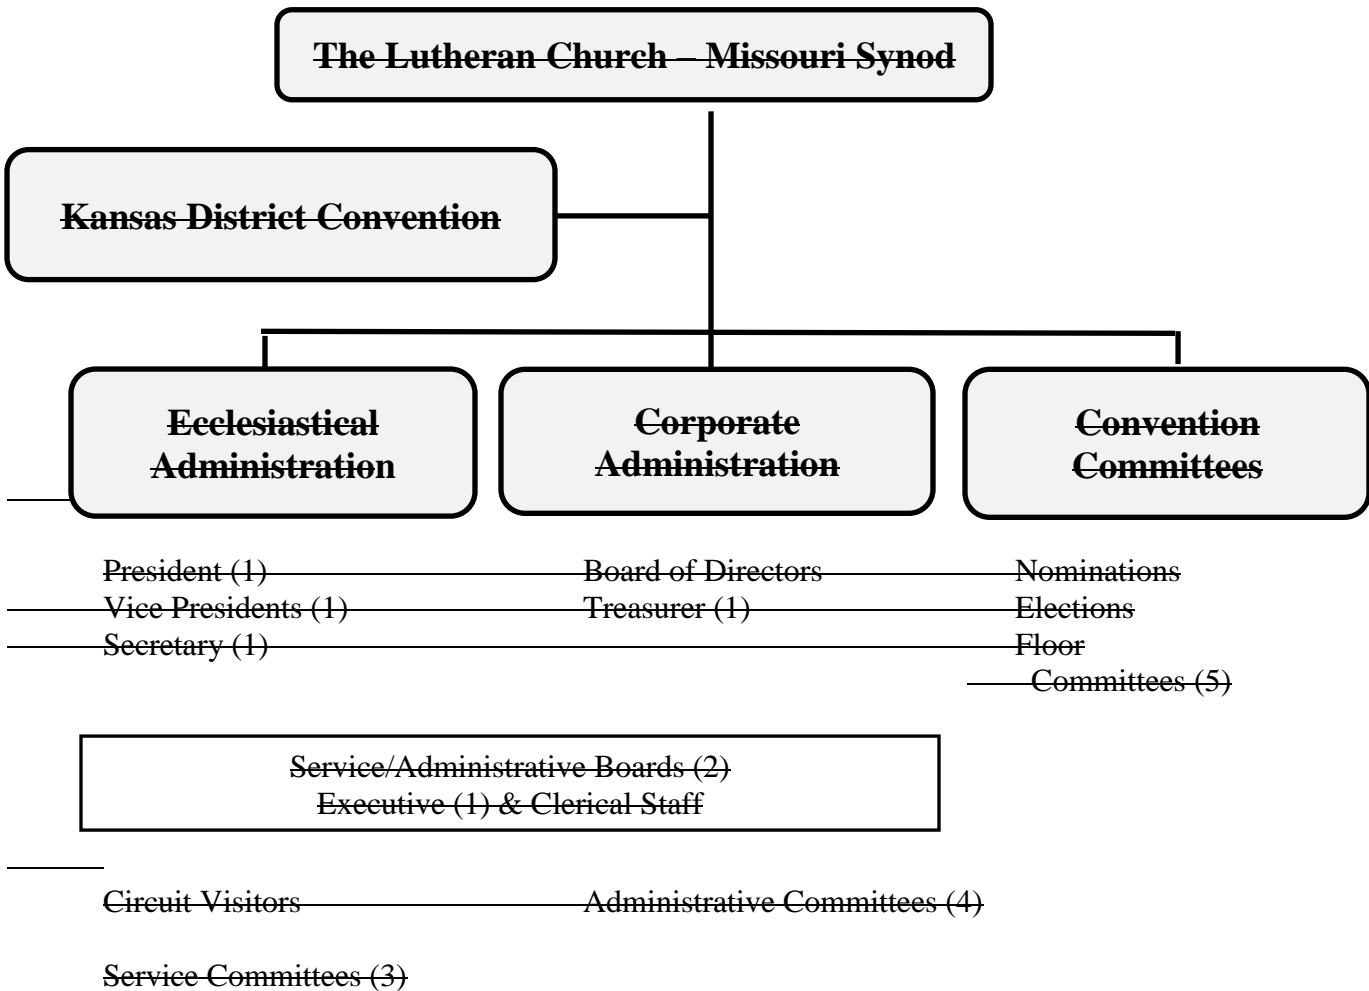 The Lutheran Church – Missouri Synod
Kansas District Convention
Ecclesiastical
Administration
Corporate
Administration
Convention
Committees
President (1) Board of Directors Nominations
Vice Presidents (1) Treasurer (1) Elections
Secretary (1) Floor
Committees (5)
Service/Administrative Boards (2)
Executive (1) & Clerical Staff
Circuit Visitors Administrative Committees (4)
Service Committees (3)